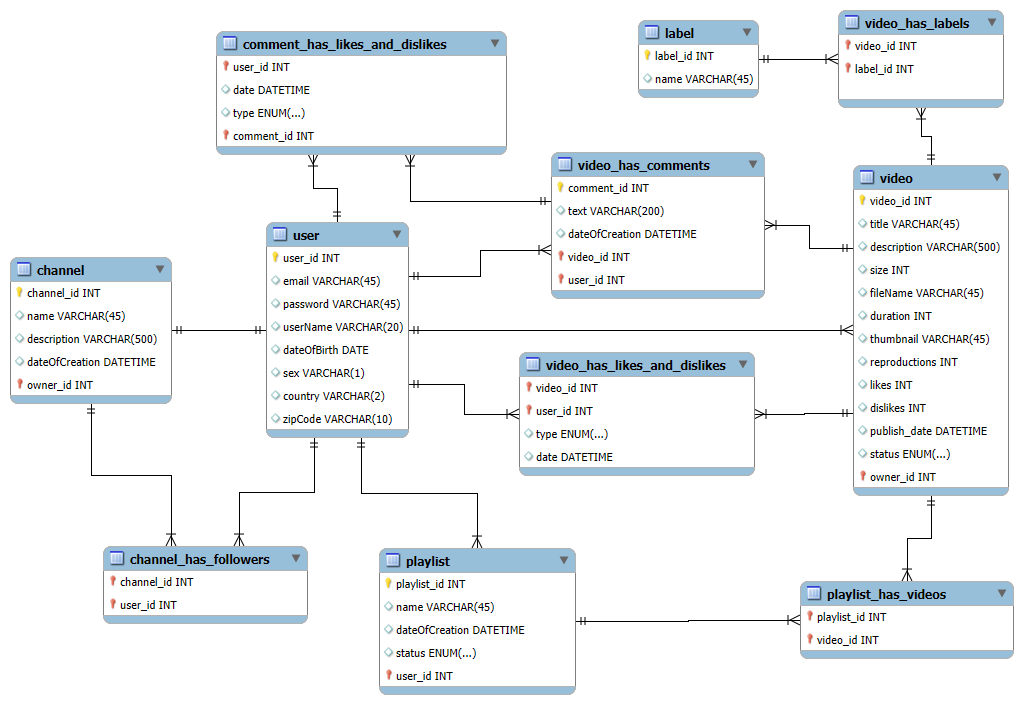 comment_has_likes_and_dislikes
user_id INT
date DATETIME
type ENUM(...)
comment_id INT
label
label_id INT
name VARCHAR(45)
video_has_labels
video_id INT
label_id INT
video_has_comments
comment_id INT
text VARCHAR(200)
dateOfCreation DATETIME
video_id INT
user_id INT
video
video_id INT
title VARCHAR(45)
description VARCHAR(500)
size INT
fileName VARCHAR(45)
duration INT
thumbnail VARCHAR(45)
reproductions INT
likes INT
dislikes INT
publish_date DATETIME
status ENUM(...)
owner_id INT
user
user_id INT
email VARCHAR(45)
password VARCHAR(45)
userName VARCHAR(20)
dateOfBirth DATE
sex VARCHAR(1)
country VARCHAR(2)
zipCode VARCHAR(10)
channel
channel_id INT
name VARCHAR(45)
description VARCHAR(500)
dateOfCreation DATETIME
owner_id INT
video_has_likes_and_dislikes
video_id INT
user_id INT
type ENUM(...)
date DATETIME
channel_has_followers
channel_id INT
user_id INT
playlist
playlist_id INT
name VARCHAR(45)
dateOfCreation DATETIME
status ENUM(...)
user_id INT
playlist_has_videos
playlist_id INT
video_id INT